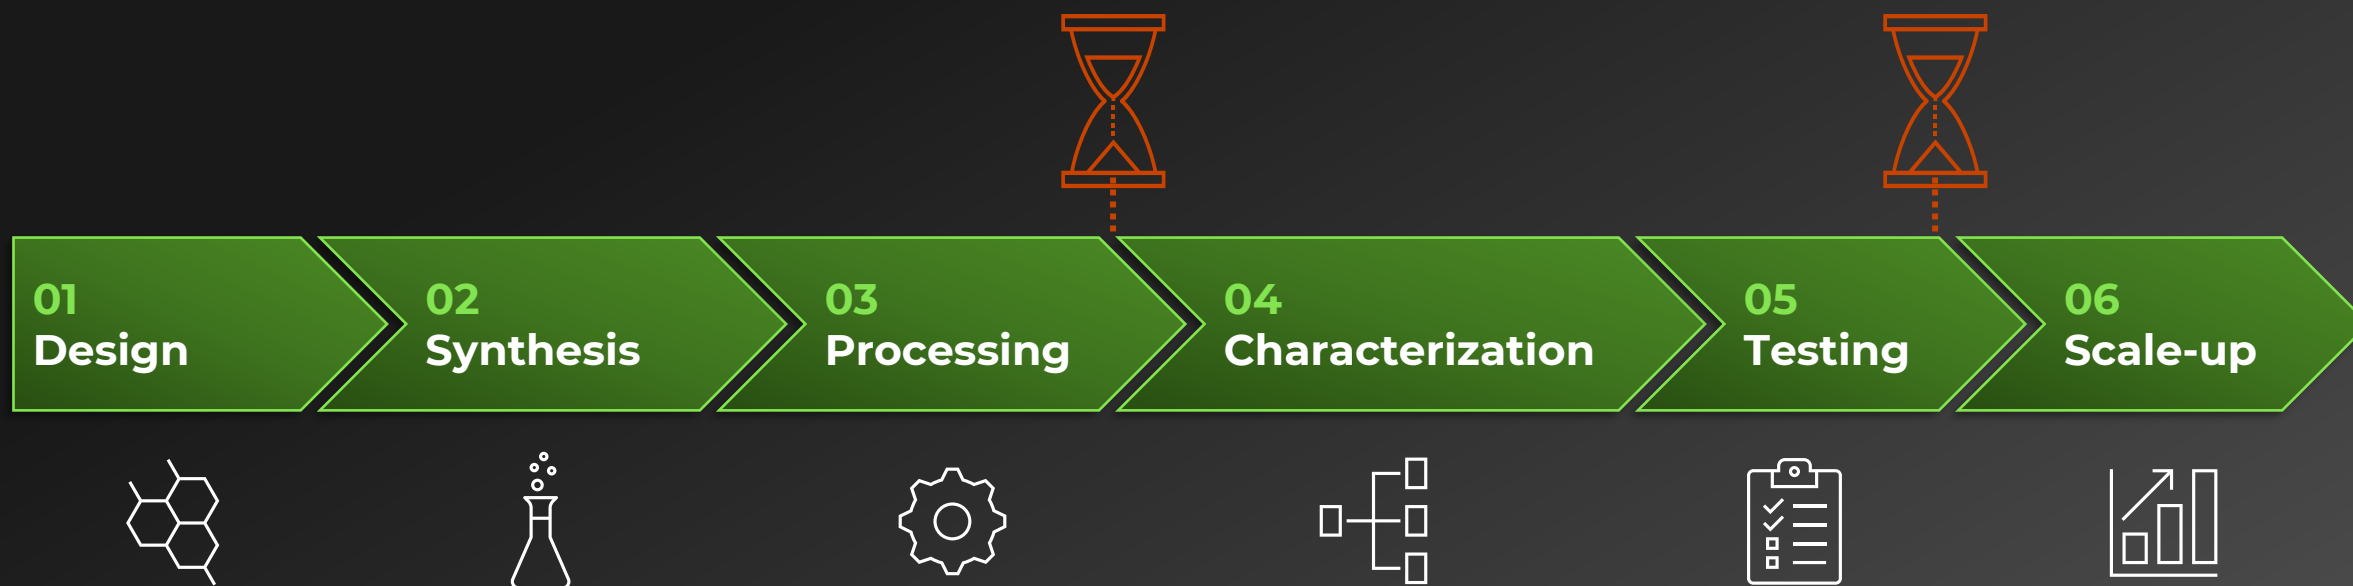 01
Design
02
Synthesis
03
Processing
04
Characterization
05
Testing
06
Scale-up